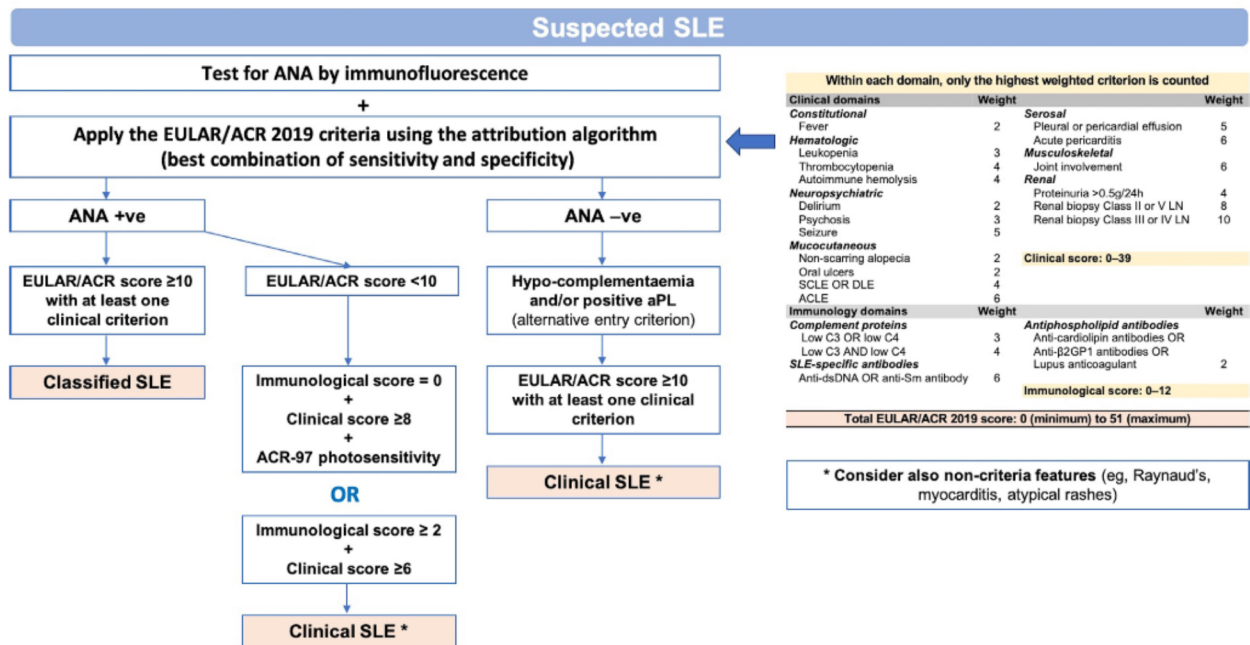 Suspected SLE
Test for ANA by immunofluorescence
+
Apply the EULAR/ACR 2019 criteria using the attribution algorithm
(best combination of sensitivity and specificity)
ANA +ve
ANA –ve
EULAR/ACR score ≥10
with at least one
clinical criterion
EULAR/ACR score <10
Hypo-complementaemia
and/or positive aPL
(alternative entry criterion)
Classified SLE
Immunological score = 0
+
Clinical score ≥8
+
ACR-97 photosensitivity
EULAR/ACR score ≥10
with at least one clinical
criterion
OR
Clinical SLE *
Immunological score ≥ 2
+
Clinical score ≥6
Clinical SLE *
Within each domain, only the highest weighted criterion is counted
Clinical domains Weight Weight
Constitutional Serosal
Fever 2 Pleural or pericardial effusion 5
Hematologic Acute pericarditis 6
Leukopenia 3 Musculoskeletal
Thrombocytopenia 4 Joint involvement 6
Autoimmune hemolysis 4 Renal
Neuropsychiatric Proteinuria >0.5g/24h 4
Delirium 2 Renal biopsy Class II or V LN 8
Psychosis 3 Renal biopsy Class III or IV LN 10
Seizure 5
Mucocutaneous
Non-scarring alopecia 2 Clinical score: 0–39
Oral ulcers 2
SCLE OR DLE 4
ACLE 6
Immunology domains Weight Weight
Complement proteins Antiphospholipid antibodies
Low C3 OR low C4 3 Anti-cardiolipin antibodies OR
Low C3 AND low C4 4 Anti-β2GP1 antibodies OR
SLE-specific antibodies Lupus anticoagulant 2
Anti-dsDNA OR anti-Sm antibody 6
Immunological score: 0–12
Total EULAR/ACR 2019 score: 0 (minimum) to 51 (maximum)
* Consider also non-criteria features (eg, Raynaud's,
myocarditis, atypical rashes)